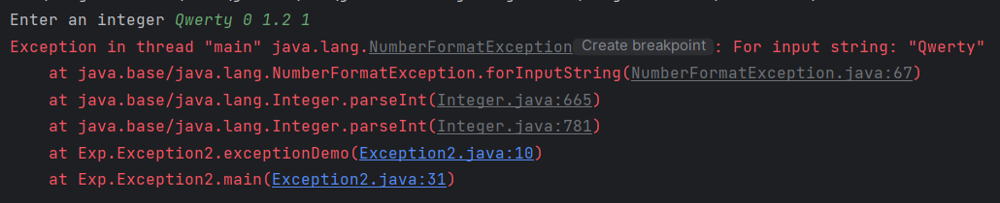 Enter an integer Qwerty 0 1.2 1
Exception in thread "main" java.lang.NumberFormatException Create breakpoint : For input string: "Qwerty"
at java.base/java.lang.NumberFormatException.forInputString(NumberFormatException.java:67)
at java.base/java.lang.Integer.parseInt(Integer.java:665)
at java.base/java.lang.Integer.parseInt(Integer.java:781)
at Exp.Exception2.exceptionDemo(Exception2.java:10)
at Exp.Exception2.main(Exception2.java:31)